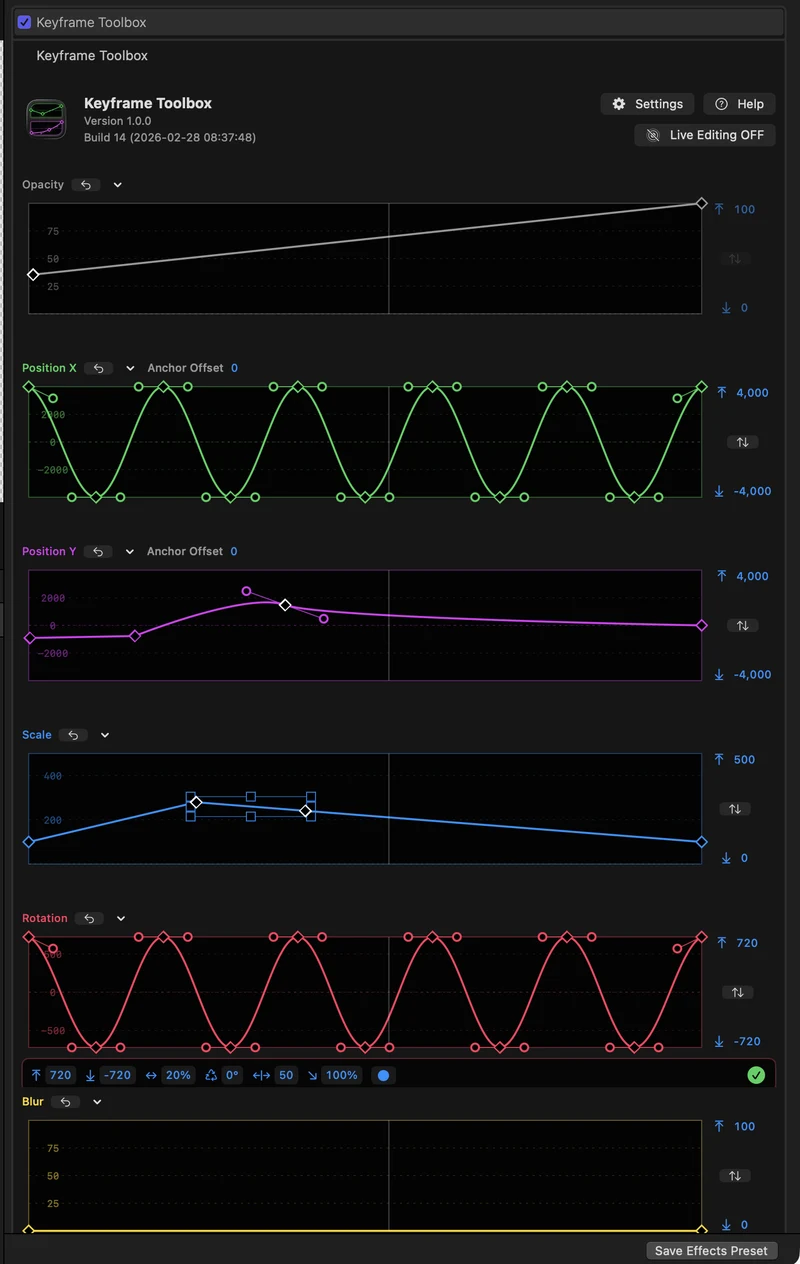 Keyframe Toolbox
Keyframe Toolbox
Keyframe Toolbox
Version 1.0.0
Build 14 (2026-02-28 08:37:48)
Settings
Help
Live Editing OFF
Opacity
100
75
50
25
0
Position X Anchor Offset 0
4,000
2000
0
-2000
-4,000
Position Y Anchor Offset 0
4,000
2000
0
-2000
-4,000
Scale
500
400
200
0
Rotation
720
500
0
-500
-720
720 -720 20% 0° 50 100%
Blur
100
75
50
25
0
Save Effects Preset